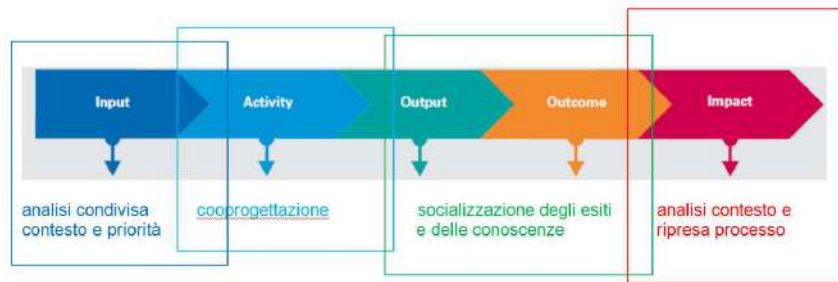 Input
Activity
Output
Outcome
Impact
analisi condivisa
contesto e priorità
cooprogettazione
socializzazione degli esiti
e delle conoscenze
analisi contesto e
ripresa processo